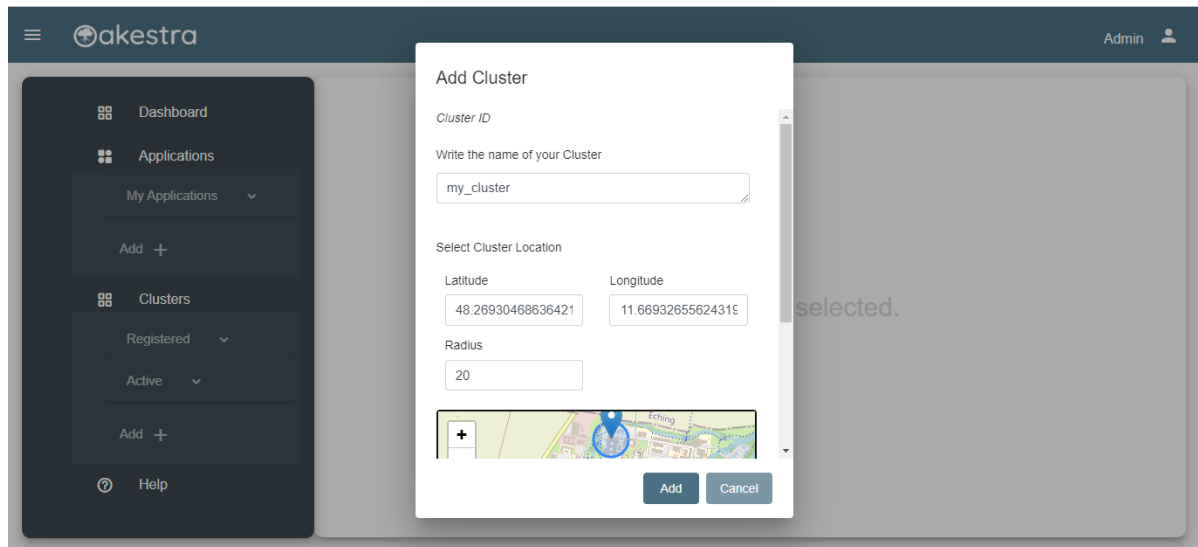 Oakestra
Admin
Dashboard
Applications
My Applications
Add +
Clusters
Registered
Active
Add +
Help
selected.
Add Cluster
Cluster ID
Write the name of your Cluster
my_cluster
Select Cluster Location
Latitude Longitude
48.26930468636421 11.66932655624319
Radius
20
Eching
+
Add Cancel